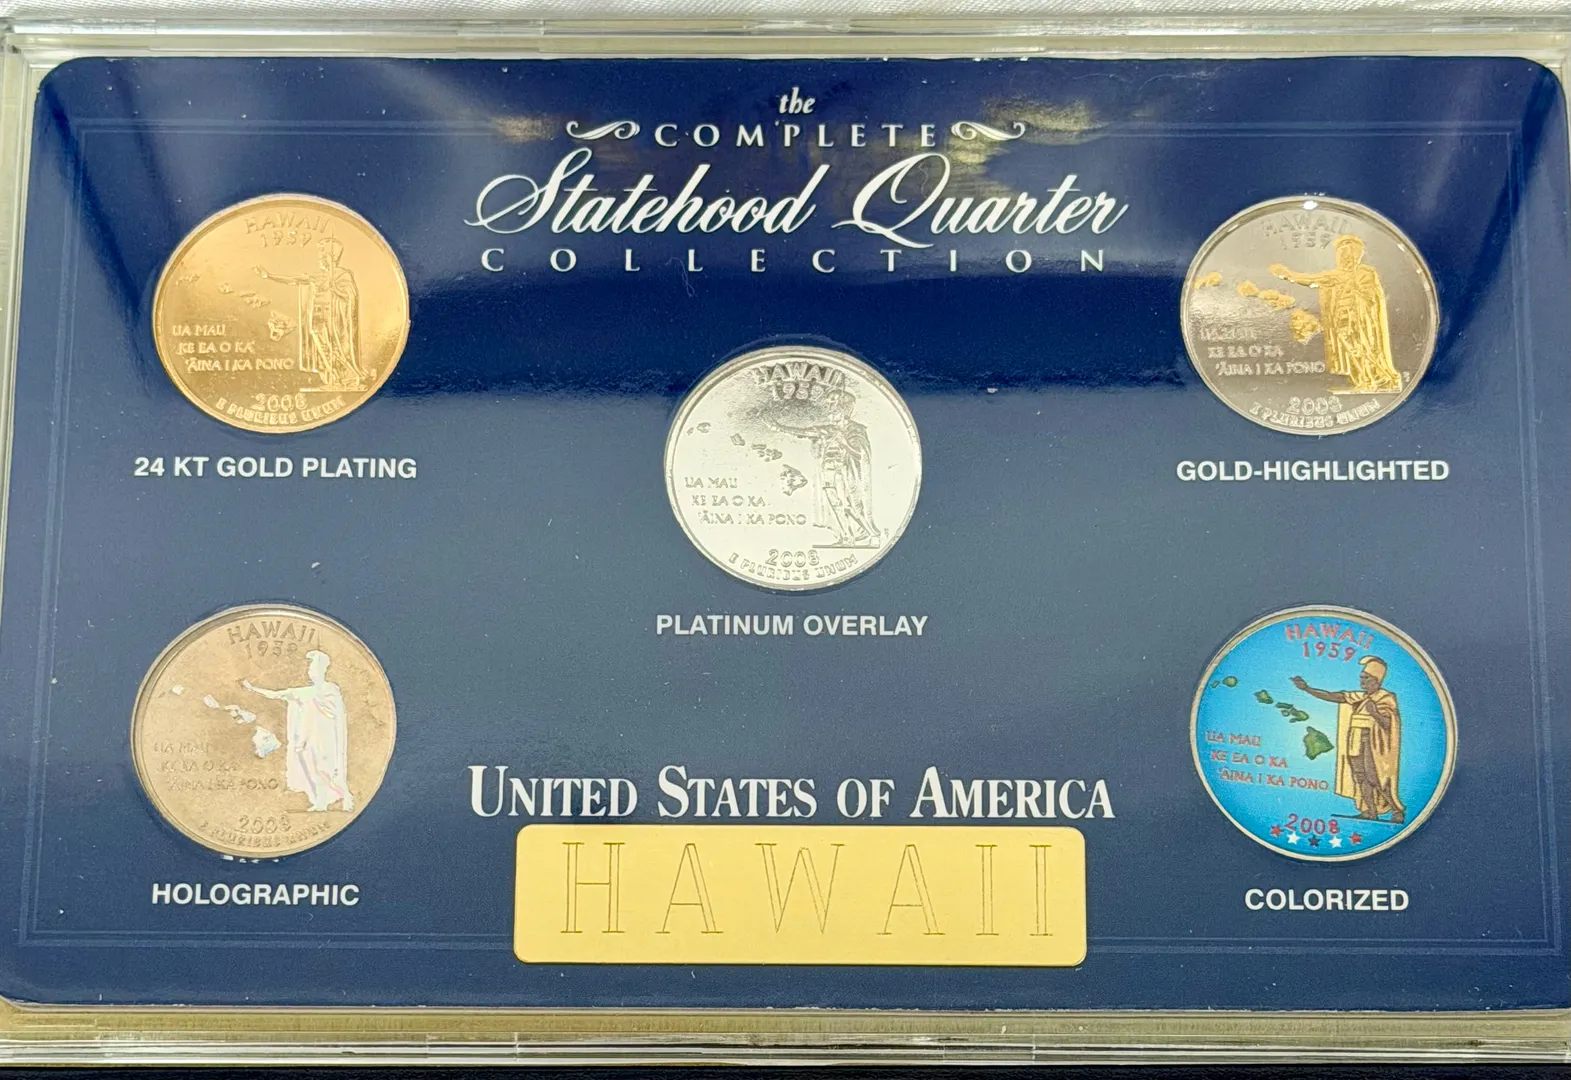 the
COMPLETE
Statehood Quarter
COLLECTION
HAWAII
1959
UA MAU
KE EA O KA
ʻĀINA I KA PONO
2008
E PLURIBUS UNUM
24 KT GOLD PLATING
HAWAII
1959
UA MAU
KE EA O KA
ʻĀINA I KA PONO
2008
E PLURIBUS UNUM
GOLD-HIGHLIGHTED
HAWAII
1959
UA MAU
KE EA O KA
ʻĀINA I KA PONO
2008
E PLURIBUS UNUM
PLATINUM OVERLAY
HAWAII
1959
UA MAU
KE EA O KA
ʻĀINA I KA PONO
2008
E PLURIBUS UNUM
HOLOGRAPHIC
HAWAII
1959
UA MAU
KE EA O KA
ʻĀINA I KA PONO
2008
COLORIZED
UNITED STATES OF AMERICA
HAWAII